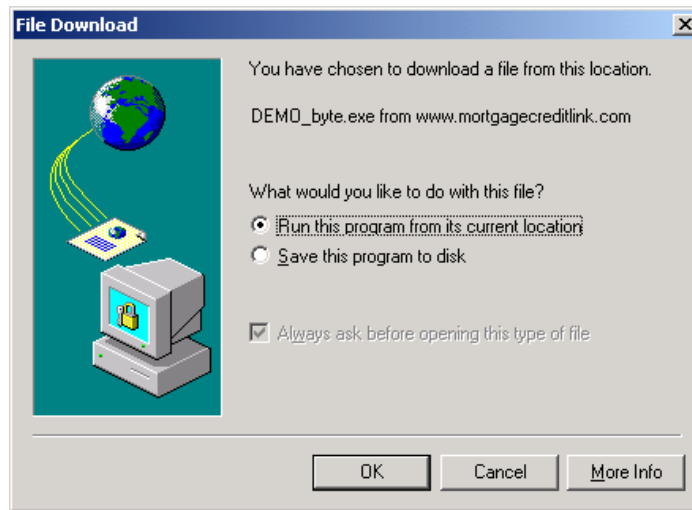 File Download
You have chosen to download a file from this location.
DEMO_byte.exe from www.mortgagecreditlink.com
What would you like to do with this file?
Run this program from its current location
Save this program to disk
Always ask before opening this type of file
OK
Cancel
More Info